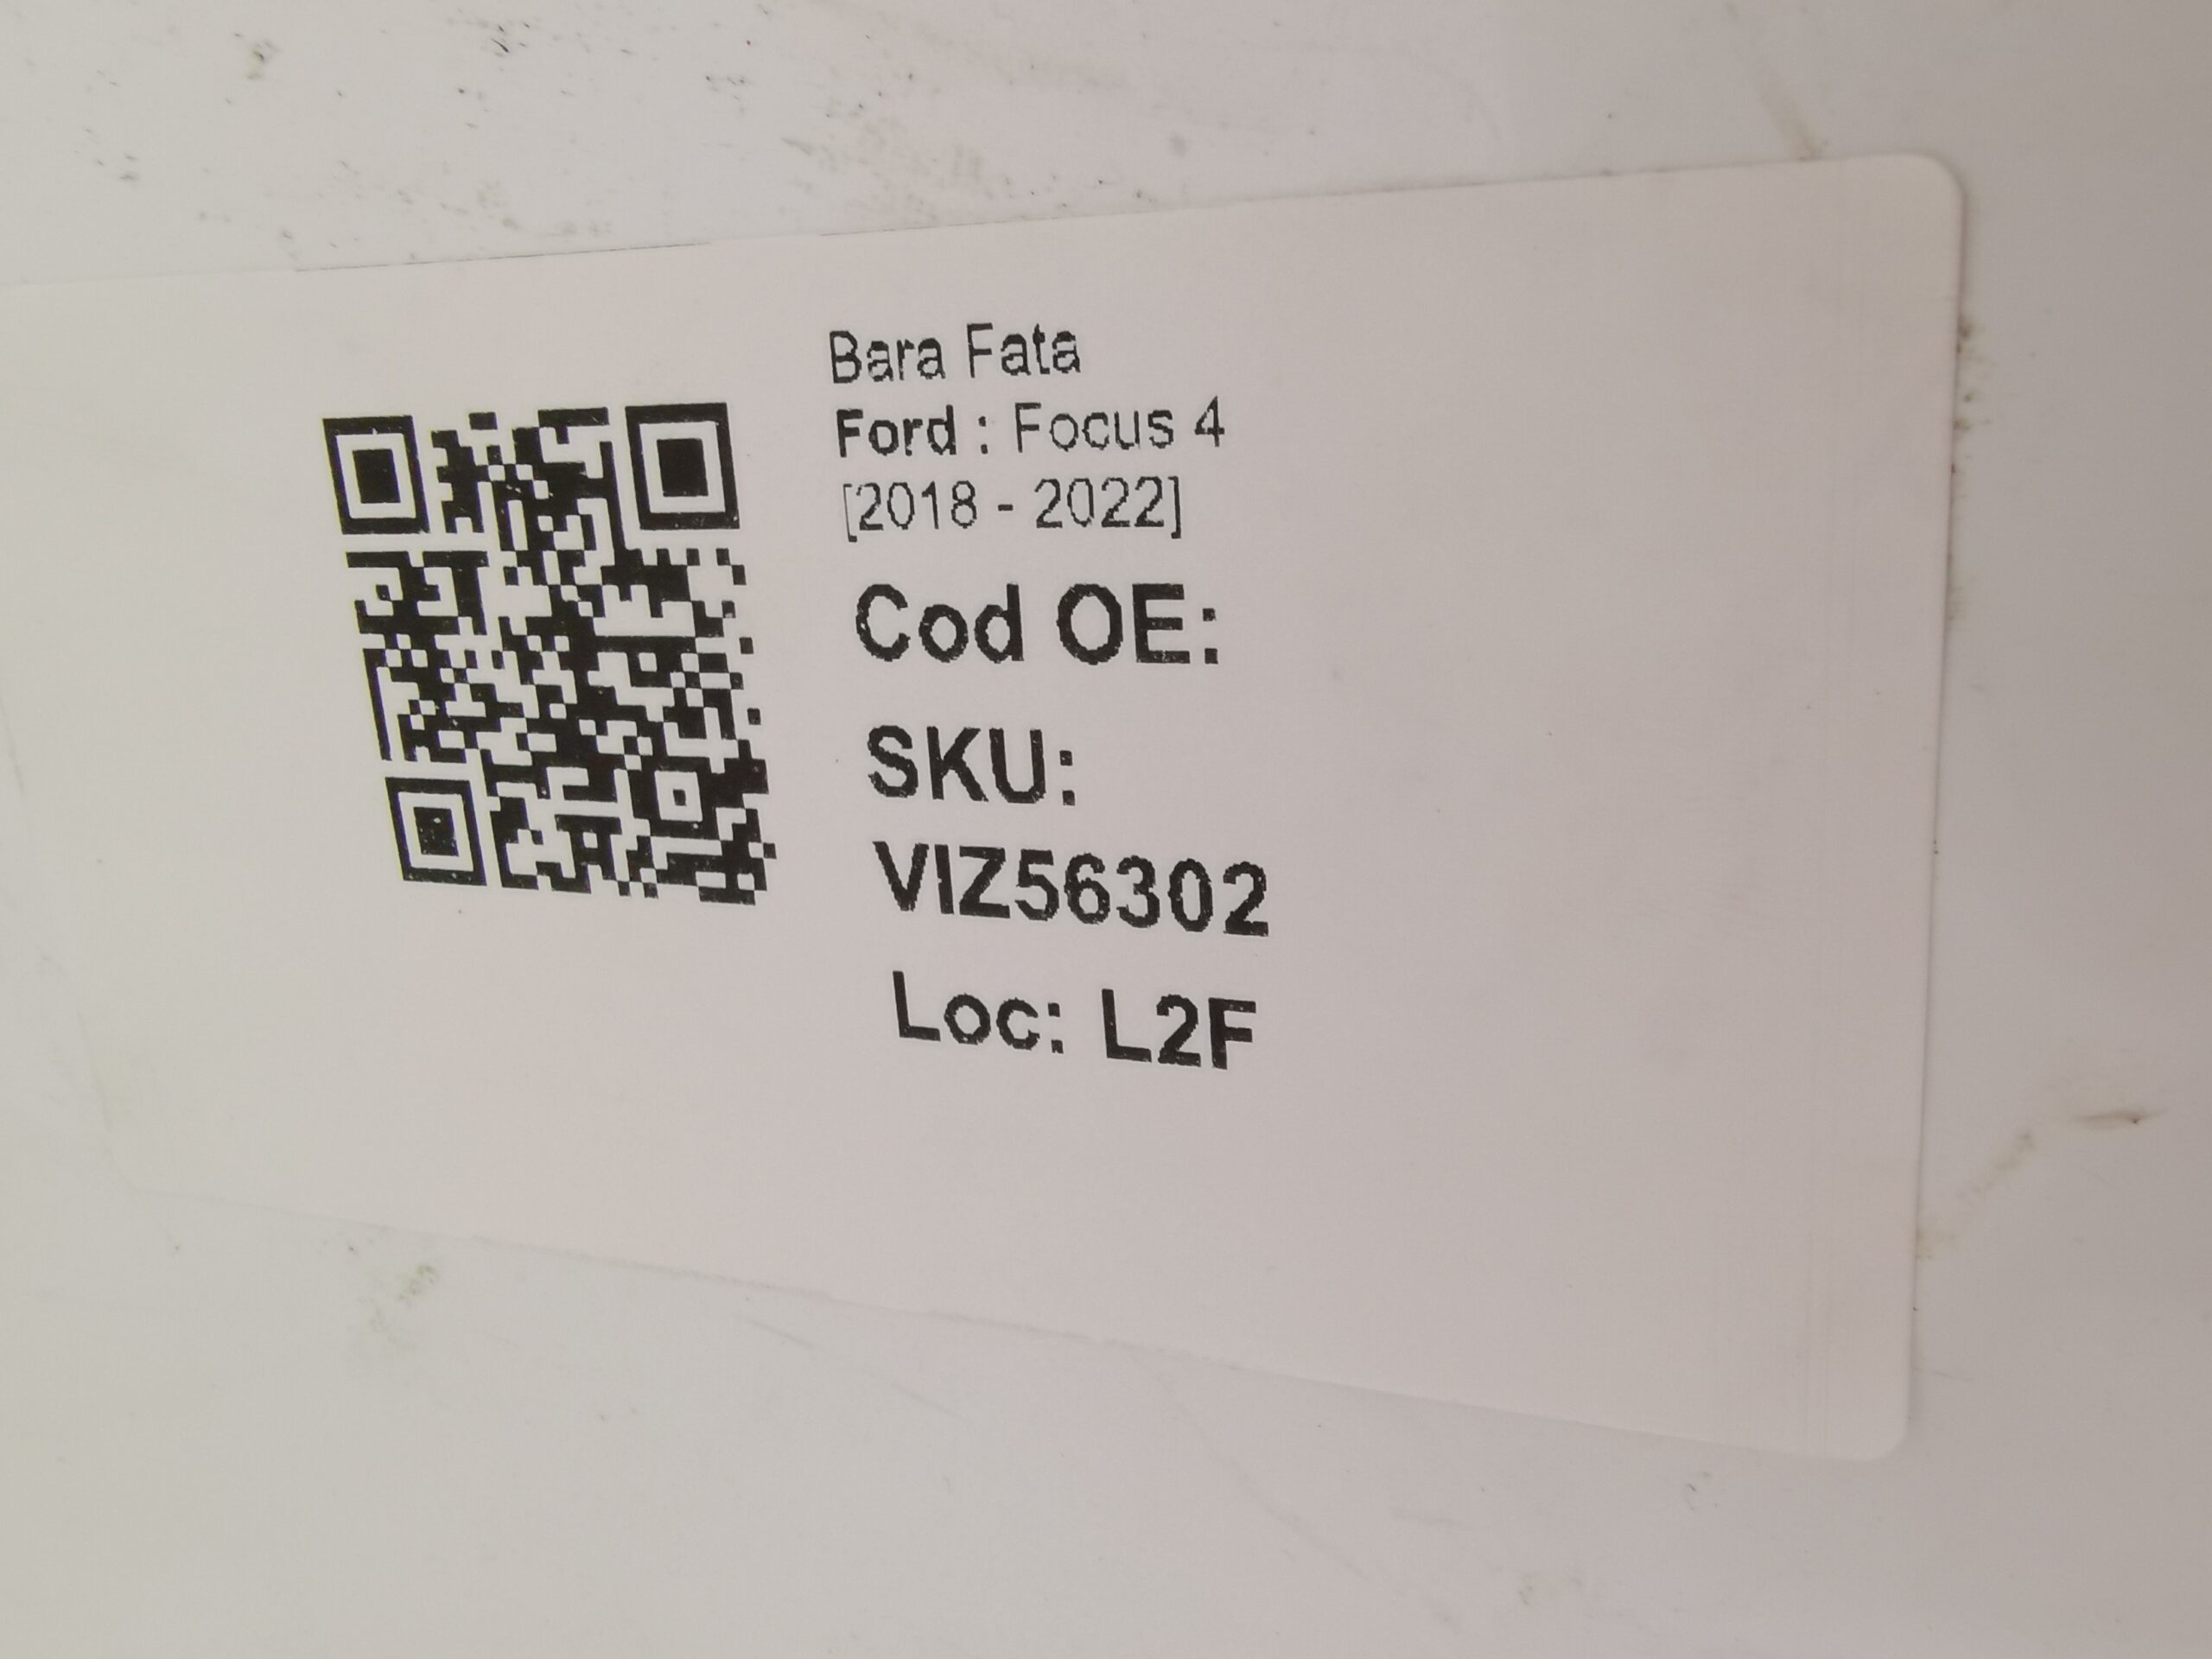 Bara Fata
Ford : Focus 4
[2018 - 2022]
Cod OE:
SKU:
VIZ56302
Loc: L2F